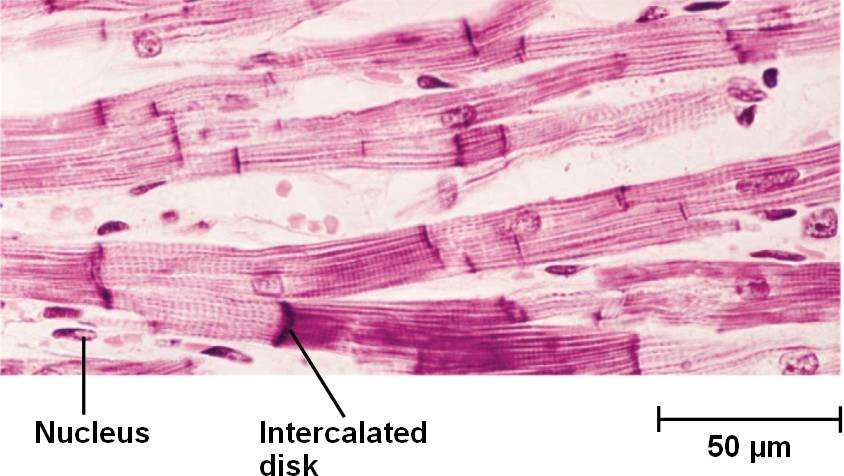 Nucleus
Intercalated
disk
50 µm